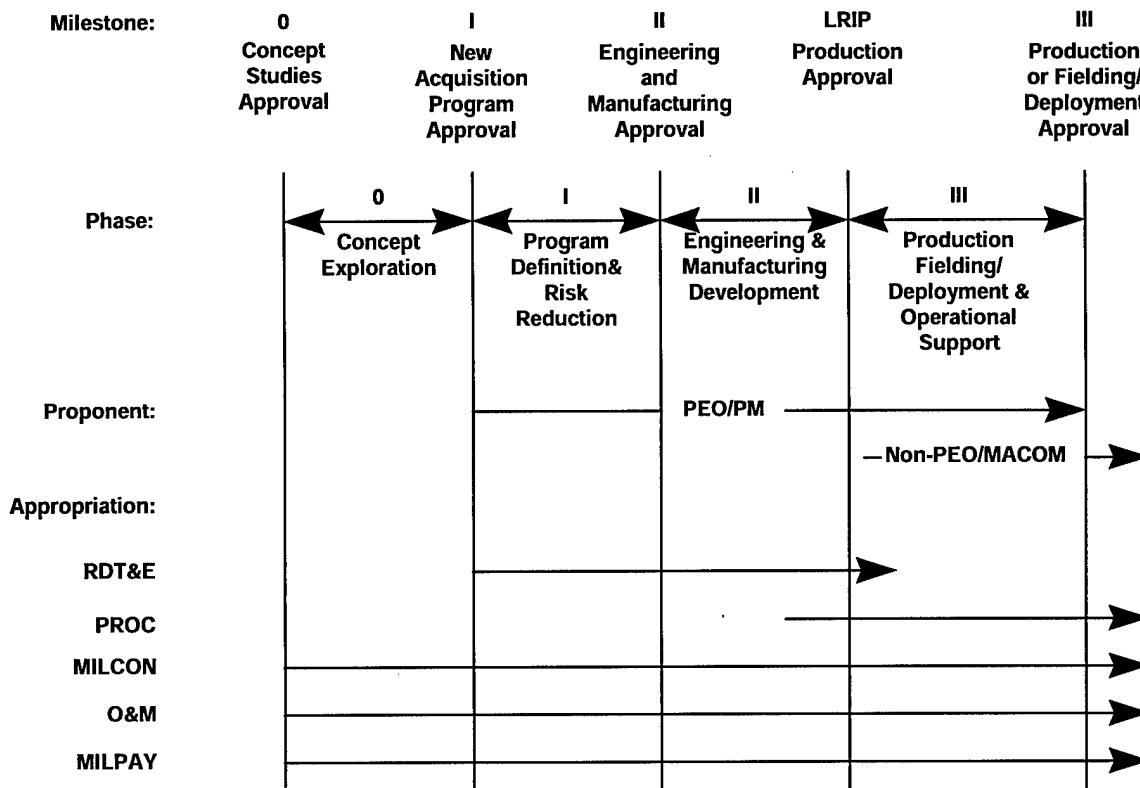 Milestone: 0 I II LRIP III
Concept New Engineering Production Production
Studies Acquisition and Approval or Fielding/
Approval Program Manufacturing Deployment
Approval Approval Approval
0 I II III
Phase:
Concept Program Engineering & Production
Exploration Definition& Manufacturing Fielding/
Risk Development Deployment &
Reduction Operational
Support
Proponent: PEO/PM
Non-PEO/MACOM
Appropriation:
RDT&E
PROC
MILCON
O&M
MILPAY